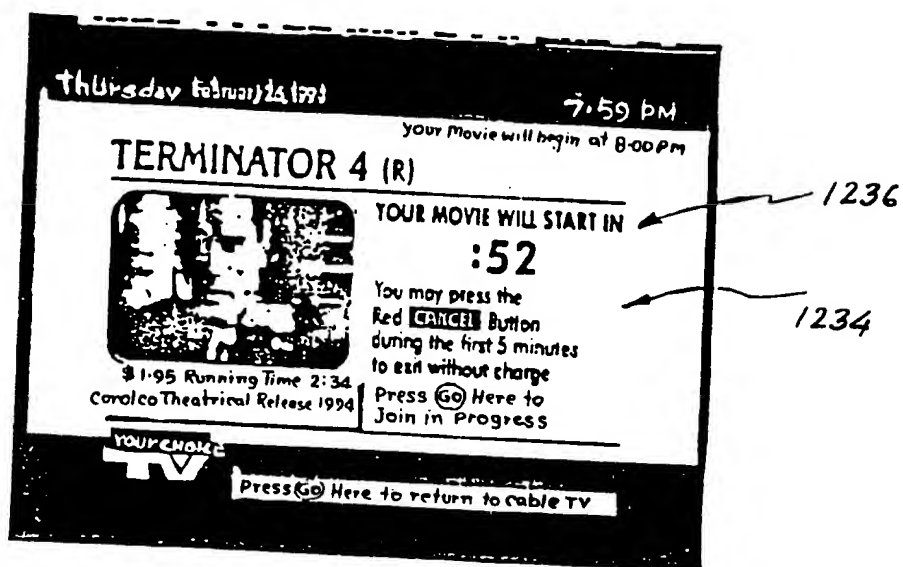 Thursday February 1993
7:59 PM
your Movie will begin at 8:00 PM
TERMINATOR 4 (R)
YOUR MOVIE WILL START IN
:52
You may press the
Red CANCEL Button
during the first 5 minutes
to exit without charge
Press GO Here to
Join in Progress
$1.95 Running Time 2:34
Corolco Theatrical Release 1994
YOUR CHOICE
TV
Press GO Here to return to cable TV
1236
1234